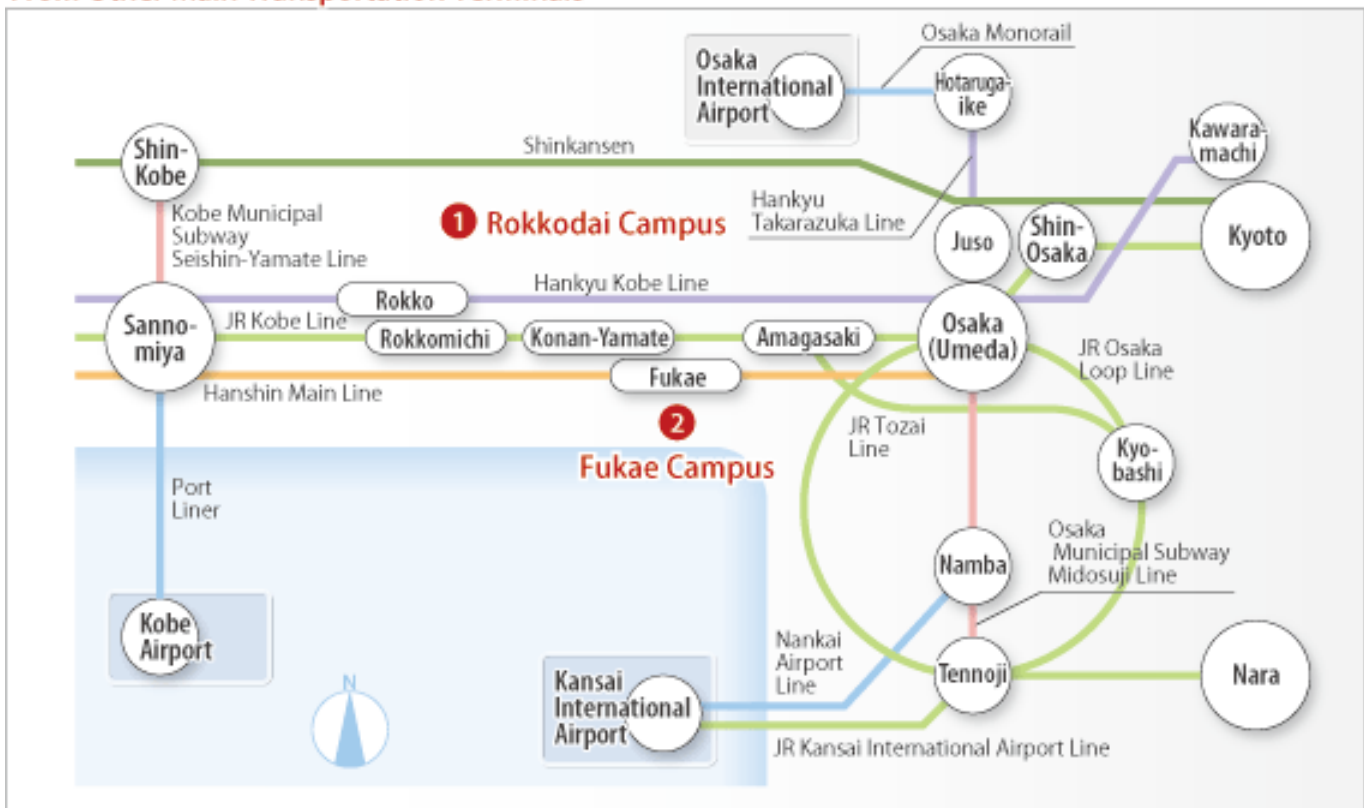 Osaka Monorail
Osaka
International
Airport
Hotaruga-
ike
Kawara-
machi
Shin-
Kobe
Shinkansen
Kobe Municipal
Subway
Seishin-Yamate Line
1 Rokkodai Campus
Hankyu
Takarazuka Line
Juso
Shin-
Osaka
Kyoto
Rokko
Hankyu Kobe Line
Sanno-
miya
JR Kobe Line
Rokkomichi
Konan-Yamate
Amagasaki
Osaka
(Umeda)
JR Osaka
Loop Line
Hanshin Main Line
Fukae
2
Fukae Campus
JR Tozai
Line
Kyo-
bashi
Port
Liner
Osaka
Municipal Subway
Midosuji Line
Namba
Kobe
Airport
Nankai
Airport
Line
N
Kansai
International
Airport
Tennoji
Nara
JR Kansai International Airport Line